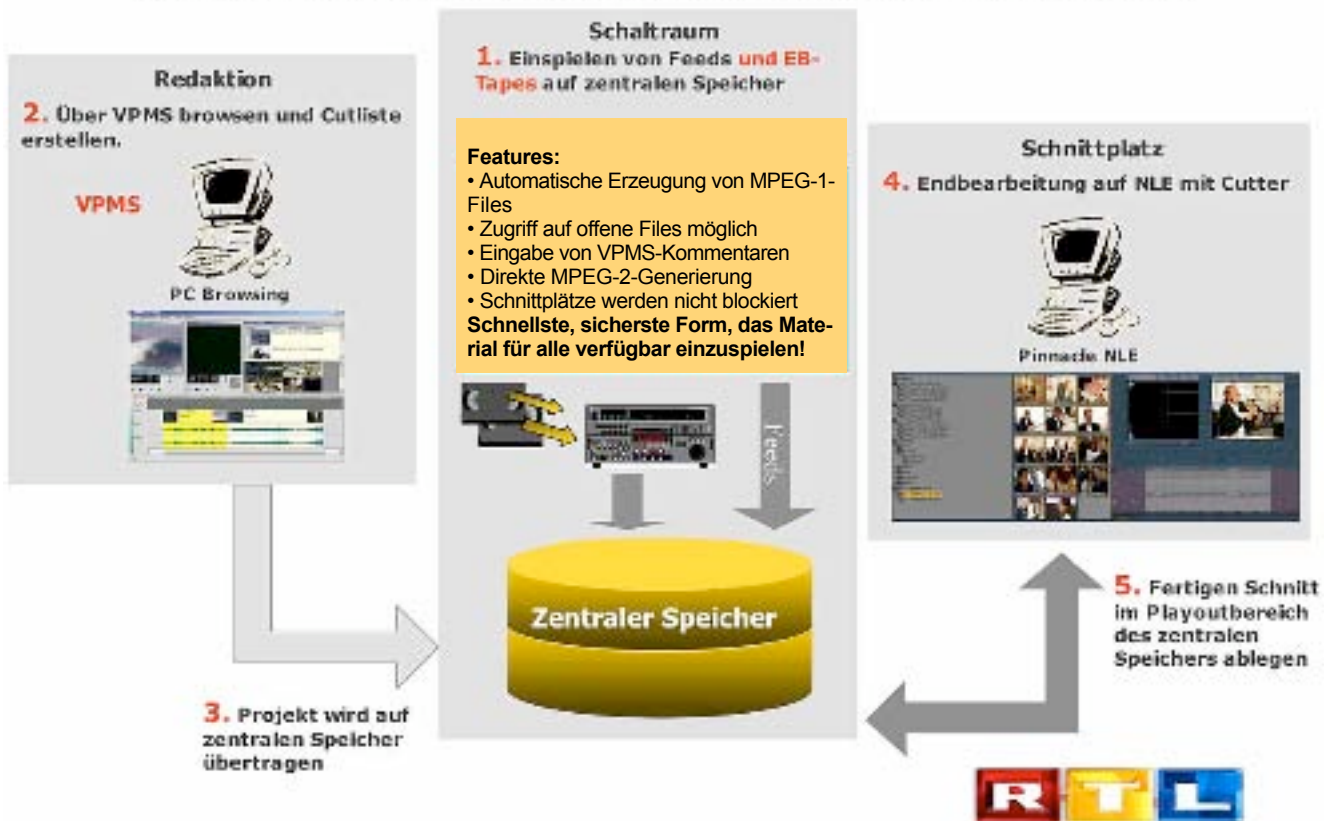 Schaltraum
1. Einspielen von Feeds und EB-
Tapes auf zentralen Speicher
Redaktion
2. Über VPMS browsen und Cutliste
erstellen.
VPMS
PC Browsing
Features:
• Automatische Erzeugung von MPEG-1-
Files
• Zugriff auf offene Files möglich
• Eingabe von VPMS-Kommentaren
• Direkte MPEG-2-Generierung
• Schnittplätze werden nicht blockiert
Schnellste, sicherste Form, das Mate-
rial für alle verfügbar einzuspielen!
Schnittplatz
4. Endbearbeitung auf NLE mit Cutter
Pinnacle NLE
Feeds
Zentraler Speicher
3. Projekt wird auf
zentralen Speicher
übertragen
5. Fertigen Schnitt
im Playoutbereich
des zentralen
Speichers ablegen
RTL